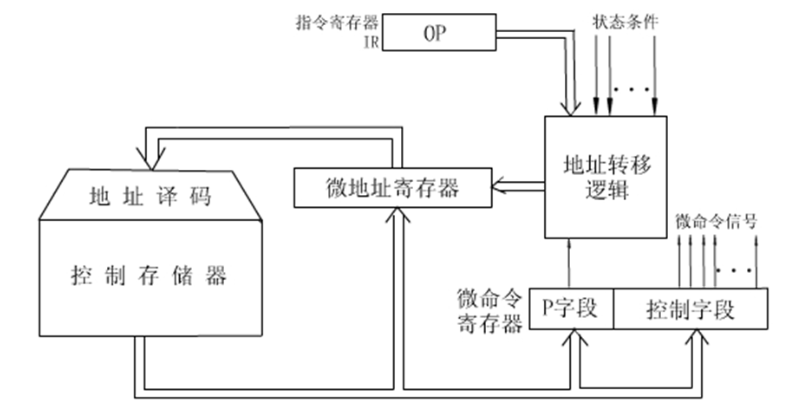 指令寄存器
IR
OP
状态条件
地址转移
逻辑
微地址寄存器
地址译码
控制存储器
微命令信号
微命令
寄存器
P字段
控制字段